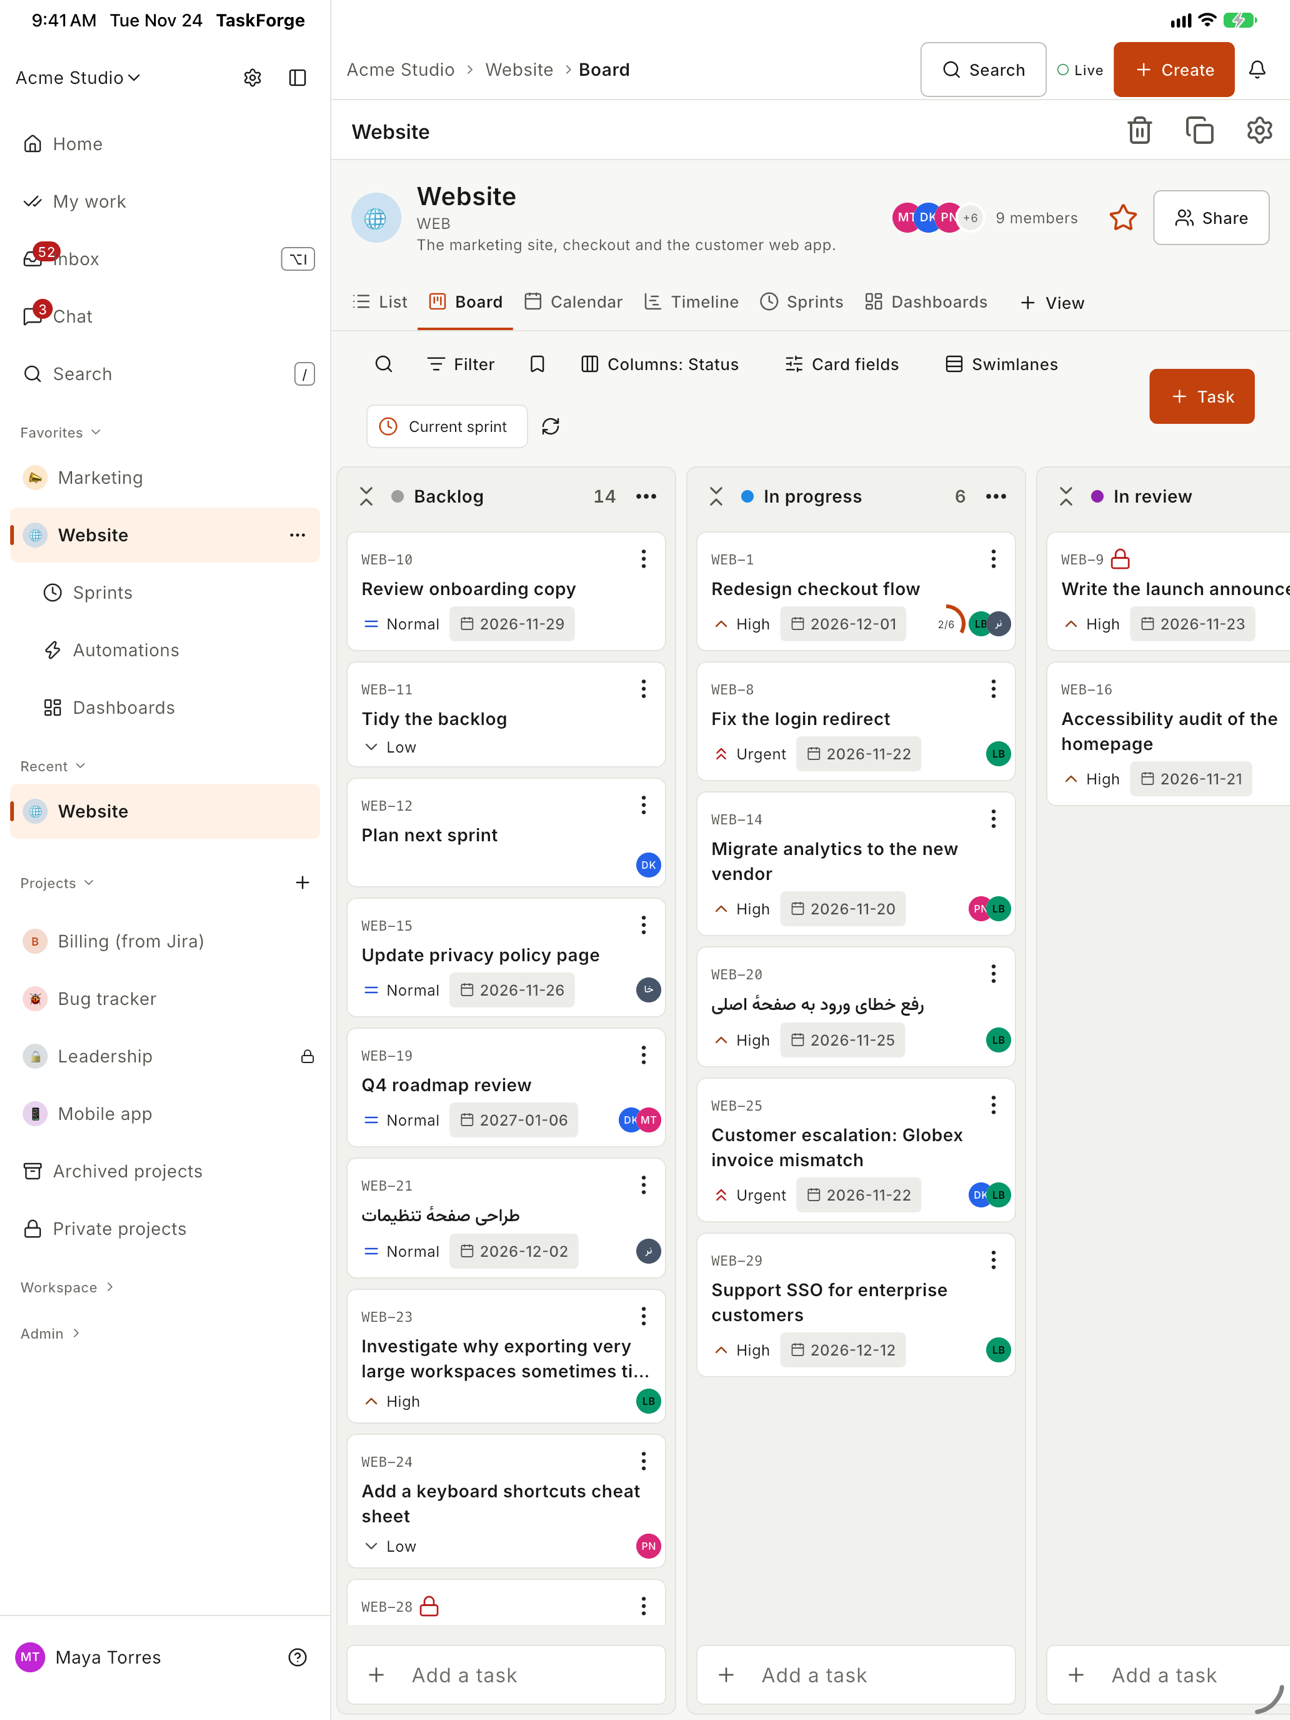 9:41 AM Tue Nov 24 TaskForge
Acme Studio
Home
My work
52
Inbox
⌥I
3
Chat
Search
/
Favorites
Marketing
Website
Sprints
Automations
Dashboards
Recent
Website
Projects
B
Billing (from Jira)
Bug tracker
Leadership
Mobile app
Archived projects
Private projects
Workspace
Admin
MT
Maya Torres
Acme Studio > Website > Board
Search
Live
+ Create
Website
Website
WEB
The marketing site, checkout and the customer web app.
MT DK PN +6 9 members
Share
List
Board
Calendar
Timeline
Sprints
Dashboards
+ View
Filter
Columns: Status
Card fields
Swimlanes
+ Task
Current sprint
Backlog 14
WEB-10
Review onboarding copy
Normal 2026-11-29
WEB-11
Tidy the backlog
Low
WEB-12
Plan next sprint
DK
WEB-15
Update privacy policy page
Normal 2026-11-26 خا
WEB-19
Q4 roadmap review
Normal 2027-01-06 DK MT
WEB-21
طراحی صفحهٔ تنظیمات
Normal 2026-12-02 نر
WEB-23
Investigate why exporting very
large workspaces sometimes ti...
High LB
WEB-24
Add a keyboard shortcuts cheat
sheet
Low PN
WEB-28
+ Add a task
In progress 6
WEB-1
Redesign checkout flow
High 2026-12-01 2/6 LB نر
WEB-8
Fix the login redirect
Urgent 2026-11-22 LB
WEB-14
Migrate analytics to the new
vendor
High 2026-11-20 PN LB
WEB-20
رفع خطای ورود به صفحهٔ اصلی
High 2026-11-25 LB
WEB-25
Customer escalation: Globex
invoice mismatch
Urgent 2026-11-22 DK LB
WEB-29
Support SSO for enterprise
customers
High 2026-12-12 LB
+ Add a task
In review
WEB-9
Write the launch announce
High 2026-11-23
WEB-16
Accessibility audit of the
homepage
High 2026-11-21
+ Add a task